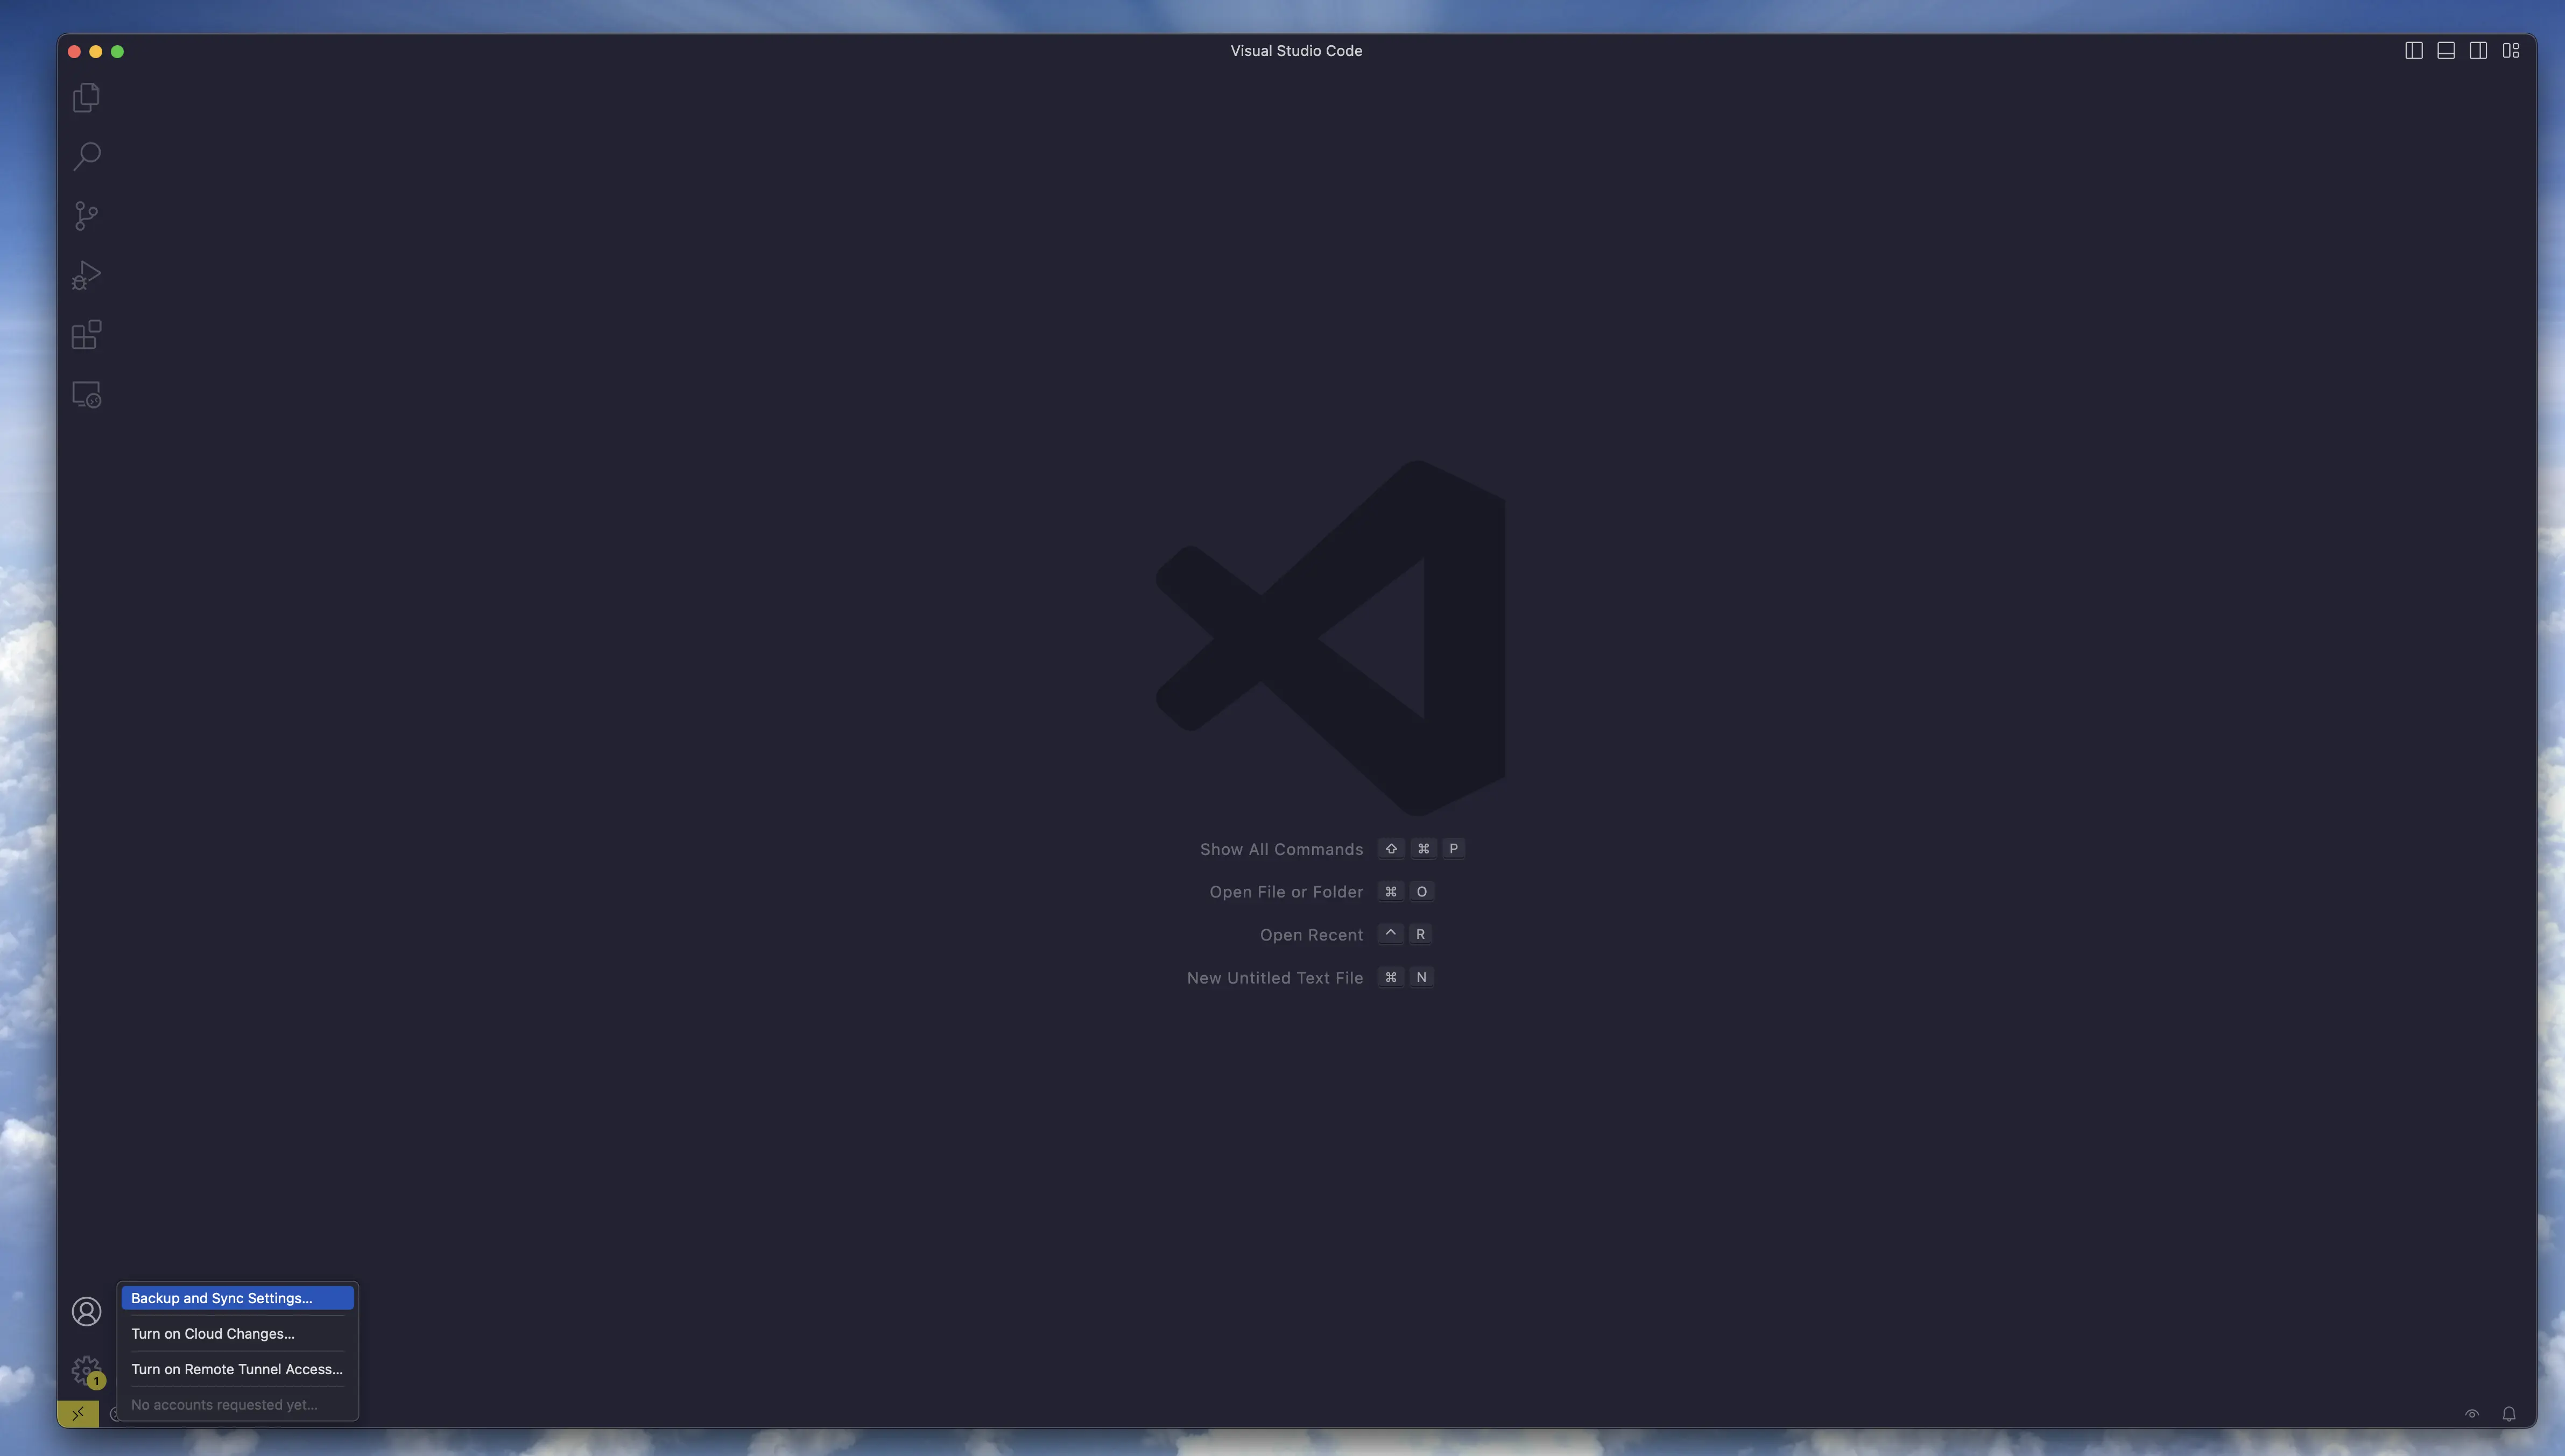 Visual Studio Code
Show All Commands ⇧ ⌘ P
Open File or Folder ⌘ O
Open Recent ^ R
New Untitled Text File ⌘ N
Backup and Sync Settings...
Turn on Cloud Changes...
Turn on Remote Tunnel Access...
No accounts requested yet...
1